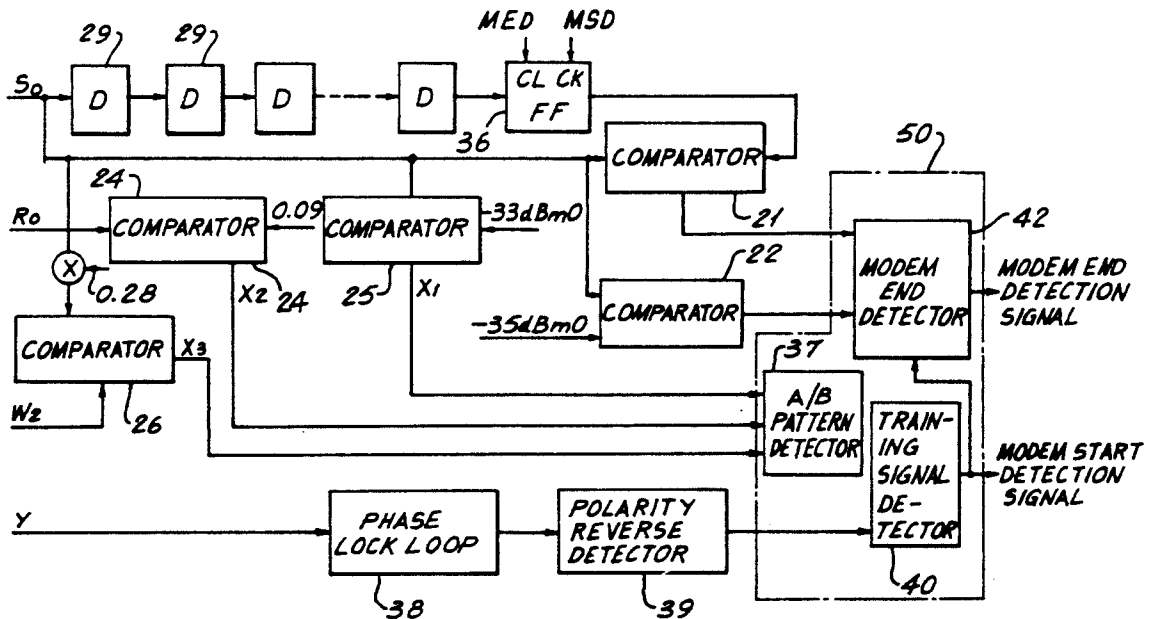 MED MSD
29 29
S0
D D D D
CL CK
FF
36
COMPARATOR
21
50
24
R0
COMPARATOR
0.09
24
X2
COMPARATOR
-33dBm0
25
X1
X
0.28
22
COMPARATOR
-35dBm0
42
MODEM
END
DETECTOR
MODEM END
DETECTION
SIGNAL
COMPARATOR
X3
26
W2
37
A/B
PATTERN
DETECTOR
TRAIN-
ING
SIGNAL
DE-
TECTOR
40
MODEM START
DETECTION
SIGNAL
Y
PHASE
LOCK LOOP
38
POLARITY
REVERSE
DETECTOR
39